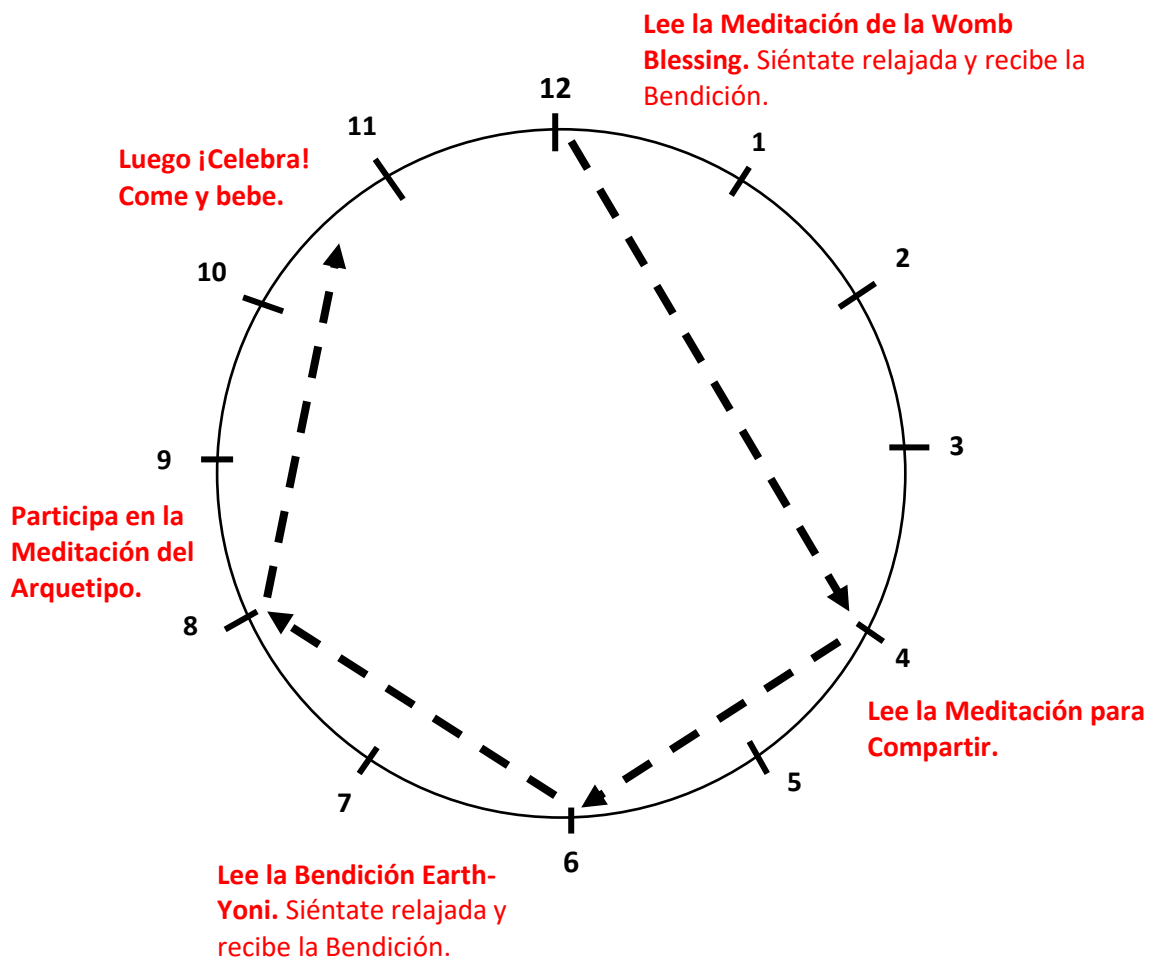 Lee la Meditación de la Womb
Blessing. Siéntate relajada y recibe la
Bendición.
12
11
1
Luego ¡Celebra!
Come y bebe.
2
10
3
9
Participa en la
Meditación del
Arquetipo.
8
4
Lee la Meditación para
Compartir.
5
7
6
Lee la Bendición Earth-
Yoni. Siéntate relajada y
recibe la Bendición.